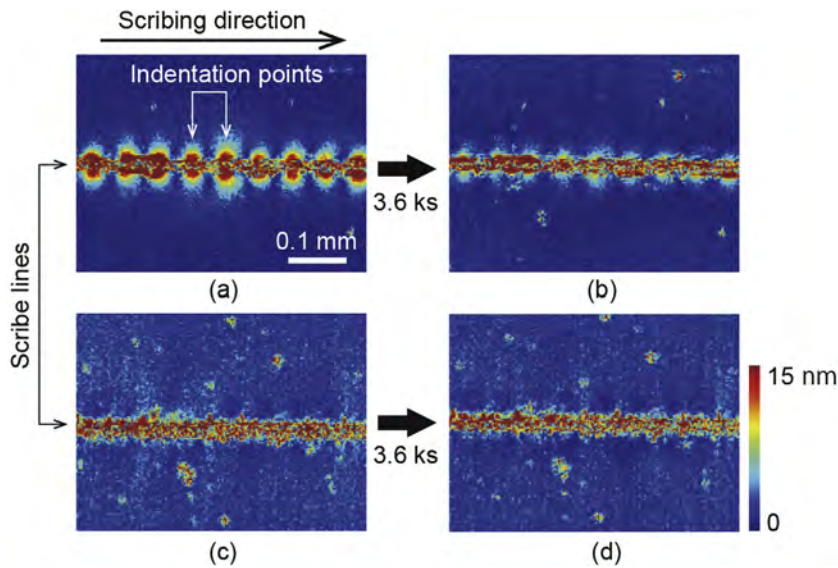 Scribing direction
Indentation points
0.1 mm
3.6 ks
(a)
(b)
Scribe lines
3.6 ks
15 nm
0
(c)
(d)